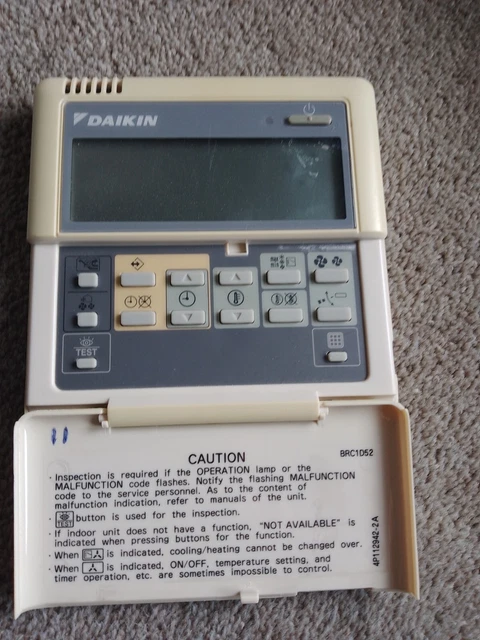 DAIKIN
TEST
CAUTION
BRC1D52
· Inspection is required if the OPERATION lamp or the
MALFUNCTION code flashes. Notify the flashing MALFUNCTION
code to the service personnel. As to the content of
malfunction indication, refer to manuals of the unit.
· TEST button is used for the inspection.
· If indoor unit does not have a function, "NOT AVAILABLE" is
indicated when pressing buttons for the function.
· When is indicated, cooling/heating cannot be changed over.
· When is indicated, ON/OFF, temperature setting, and
timer operation, etc. are sometimes impossible to control.
4P112942-2A